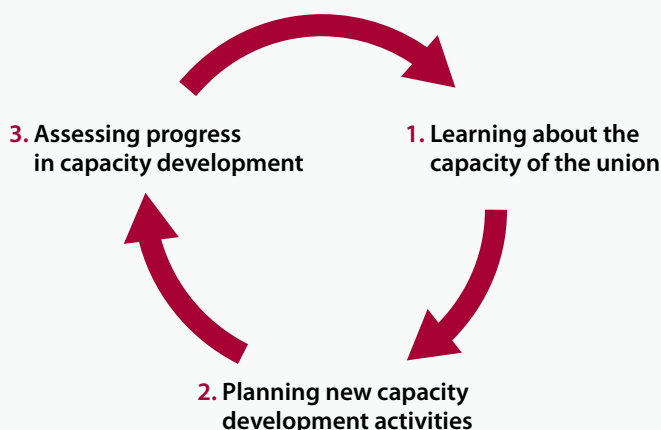 3. Assessing progress
in capacity development
1. Learning about the
capacity of the union
2. Planning new capacity
development activities